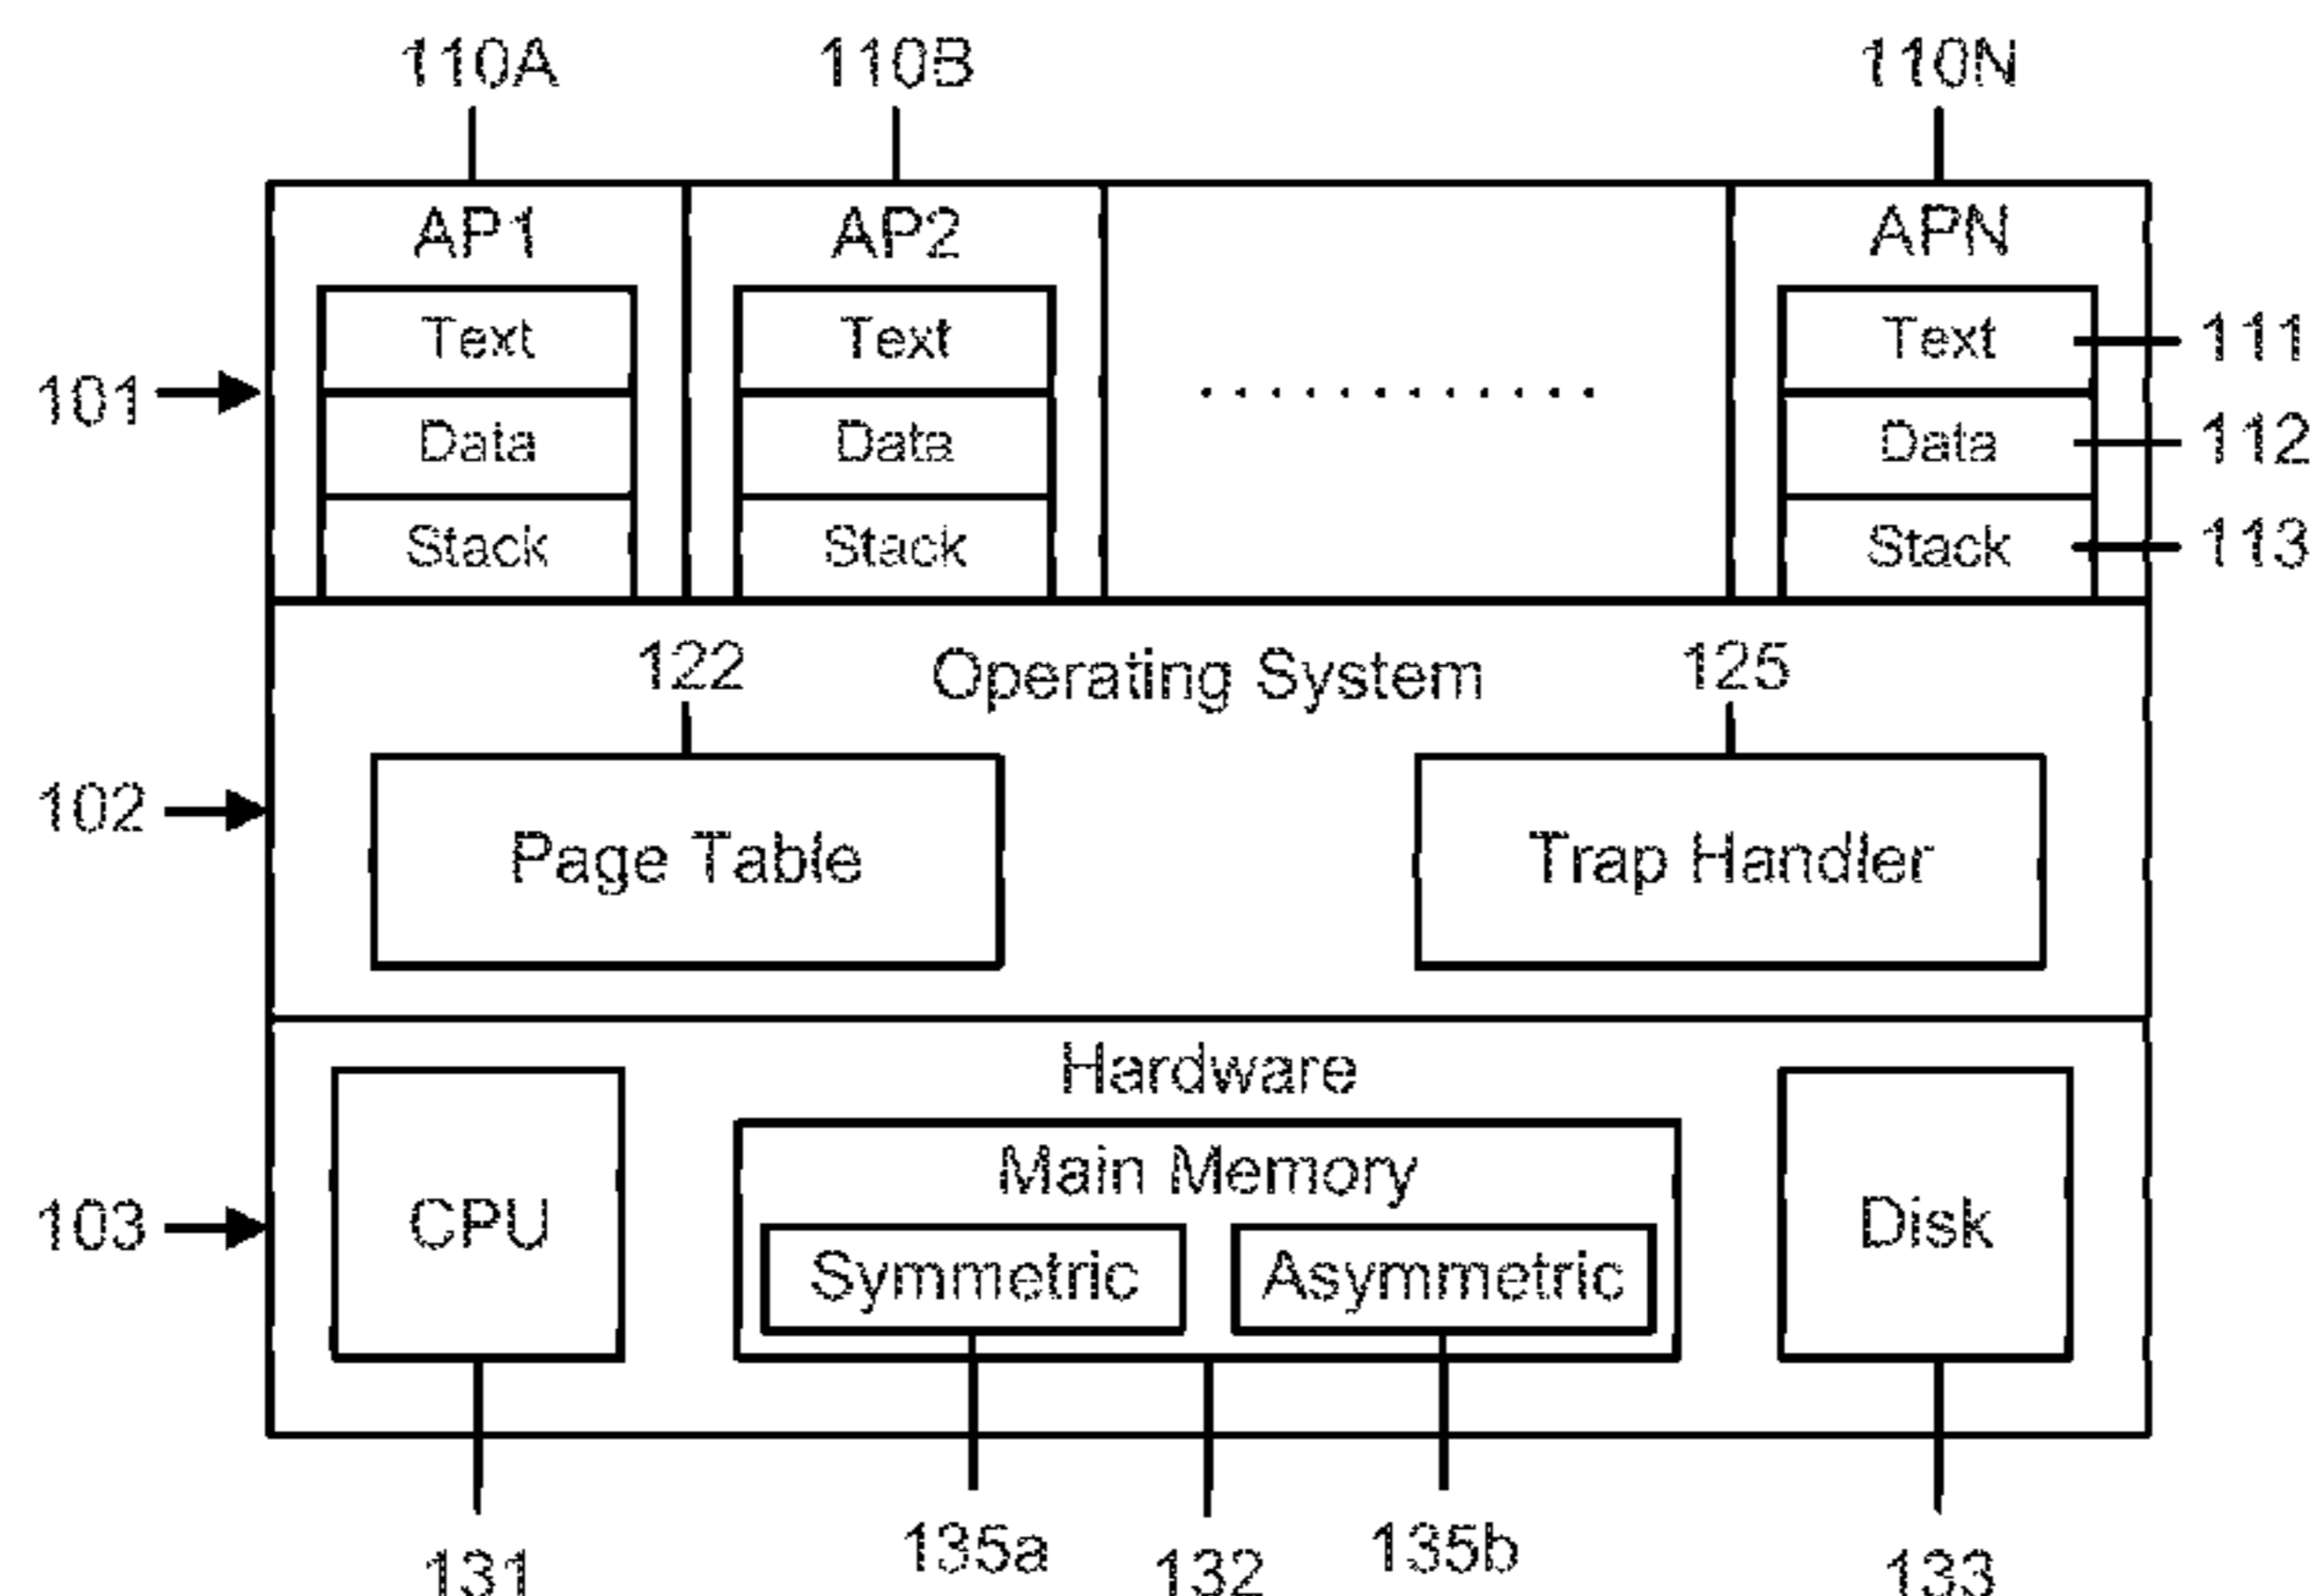 110A 110B 110N
AP1 AP2 APN
Text Text Text 111
101 ............
Data Data Data 112
Stack Stack Stack 113
122 Operating System 125
102 Page Table Trap Handler
Hardware
Main Memory
103 CPU Symmetric Asymmetric Disk
135a 135b
131 132 133